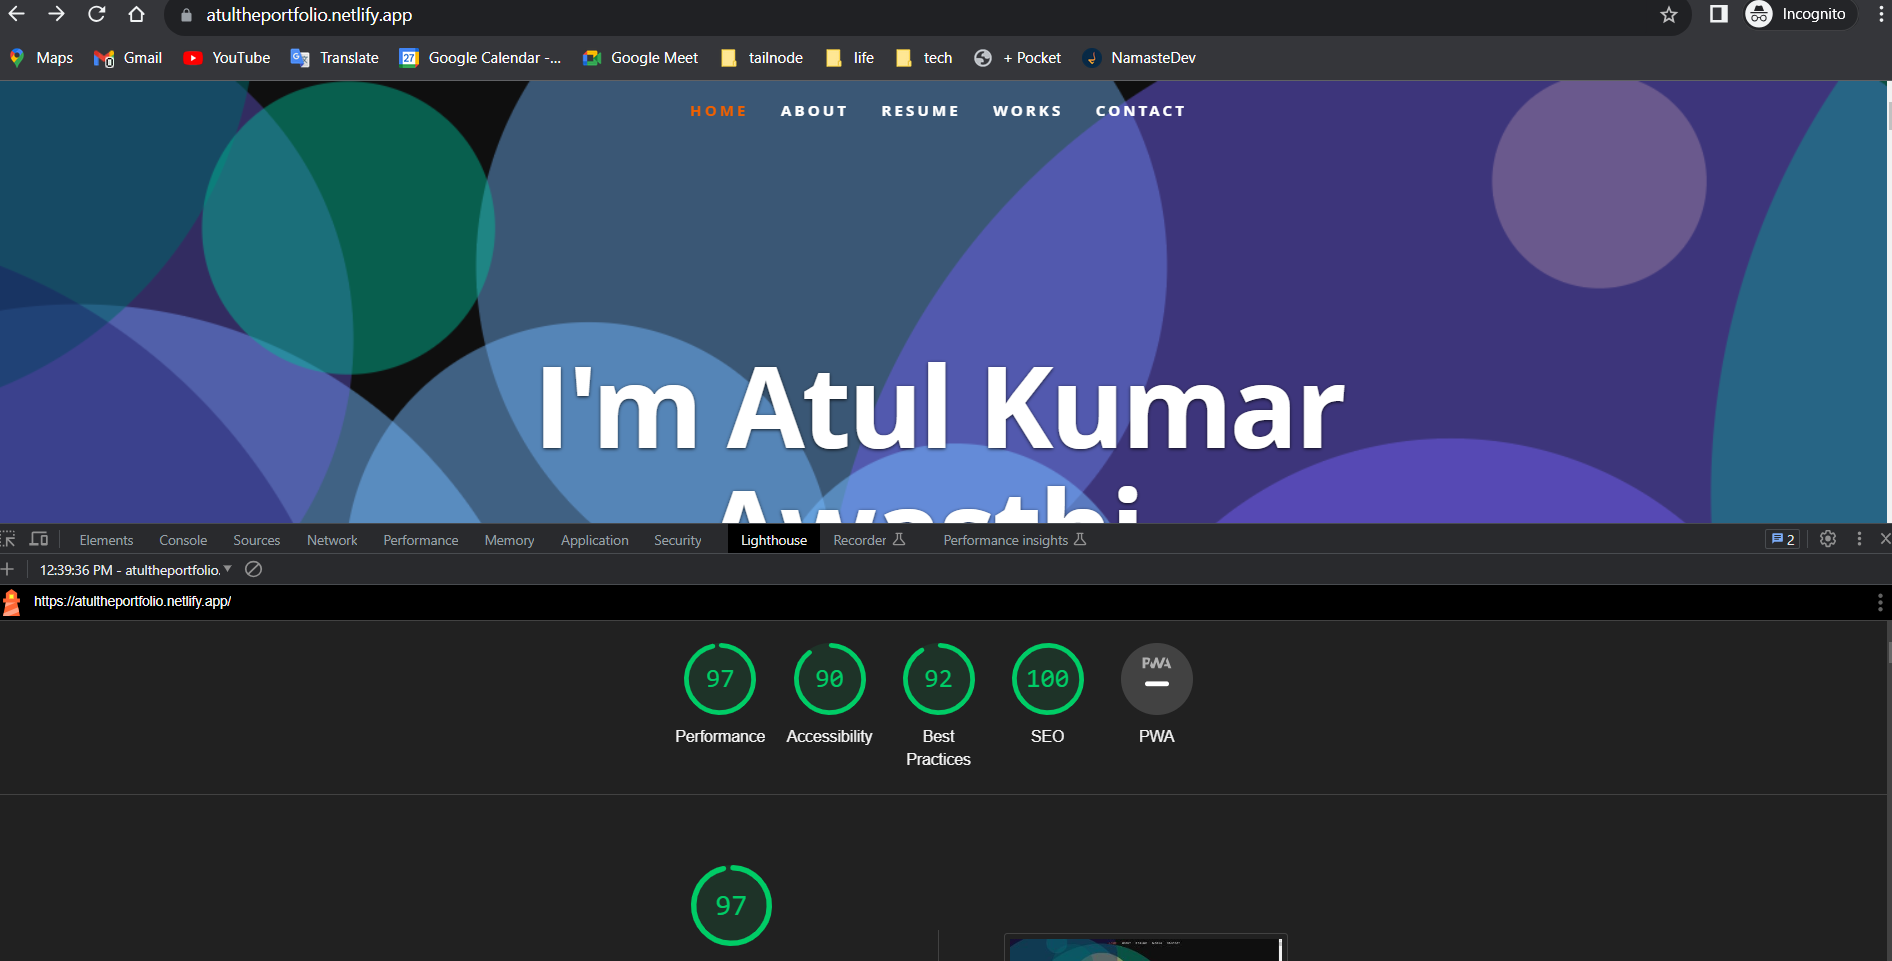 atultheportfolio.netlify.app
Incognito
Maps Gmail YouTube Translate 27 Google Calendar -... Google Meet tailnode life tech + Pocket NamasteDev
HOME ABOUT RESUME WORKS CONTACT
I'm Atul Kumar
Awasthi
Elements Console Sources Network Performance Memory Application Security Lighthouse Recorder Performance insights 2
12:39:36 PM - atultheportfolio.
https://atultheportfolio.netlify.app/
97 90 92 100 PWA
Performance Accessibility Best Practices SEO PWA
97